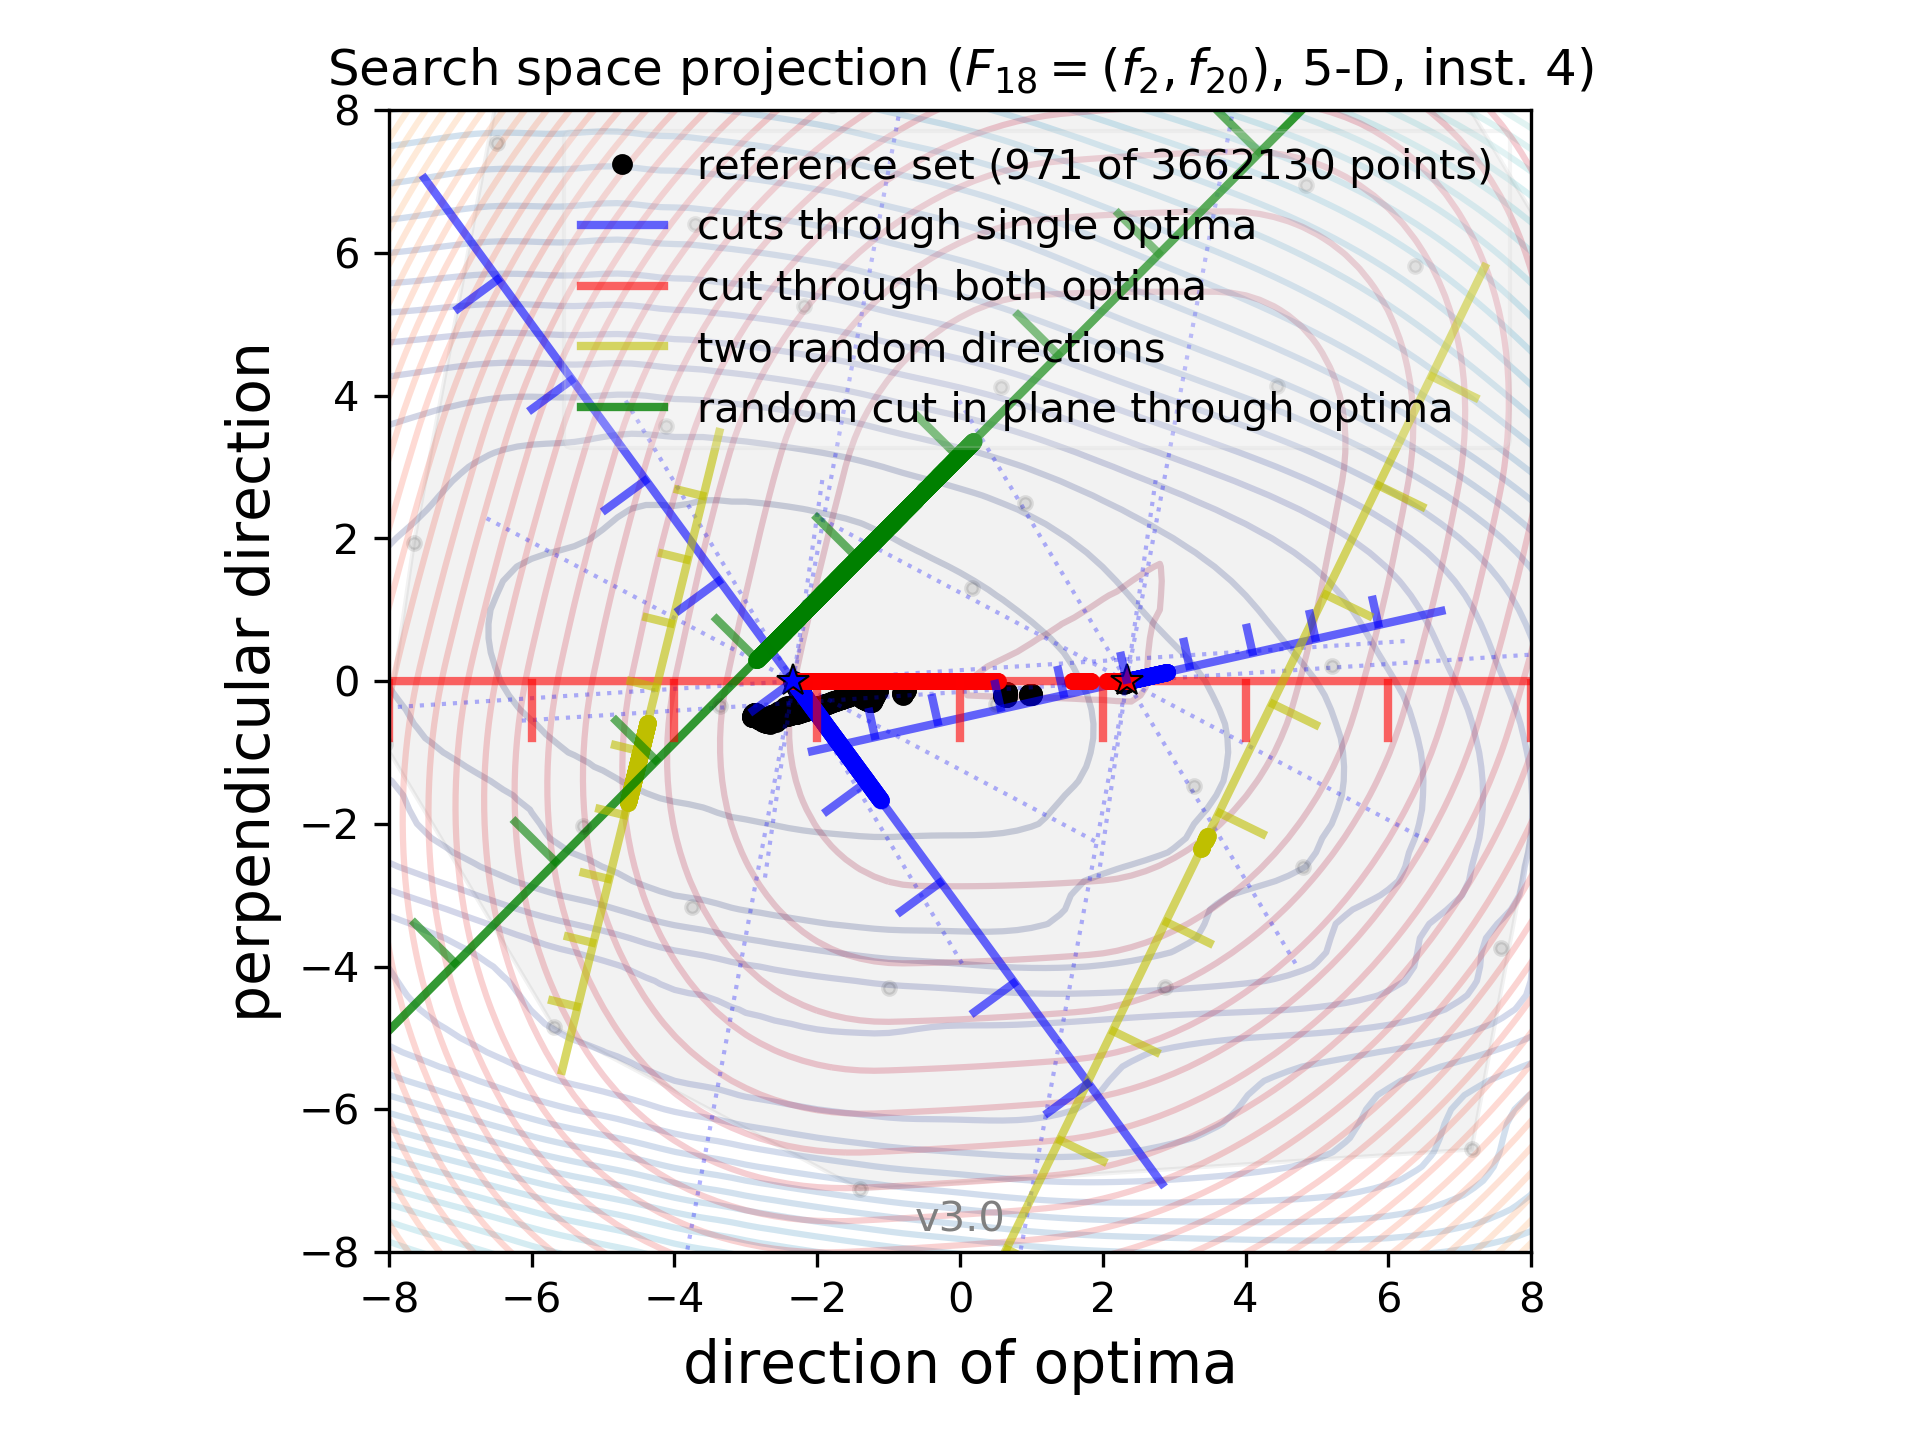 Search space projection (F₁₈ = (f₂, f₂₀), 5-D, inst. 4)
reference set (971 of 3662130 points)
cuts through single optima
cut through both optima
two random directions
random cut in plane through optima
8
6
4
2
0
−2
−4
−6
−8
perpendicular direction
v3.0
−8 −6 −4 −2 0 2 4 6 8
direction of optima